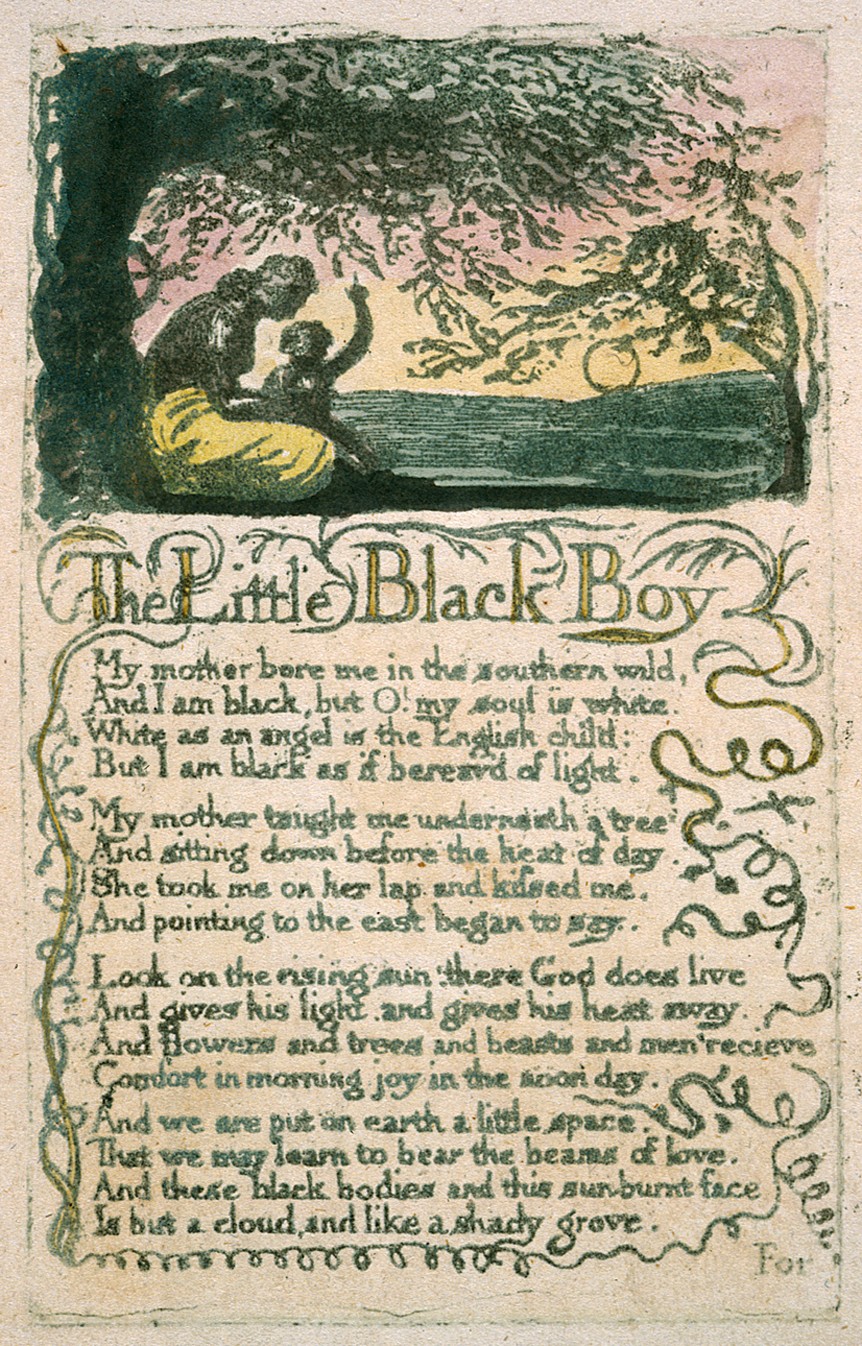 The Little Black Boy
My mother bore me in the southern wild,
And I am black, but O! my soul is white.
White as an angel is the English child:
But I am black as if bereav'd of light.
My mother taught me underneath a tree
And sitting down before the heat of day.
She took me on her lap and kissed me.
And pointing to the east began to say.
Look on the rising sun: there God does live
And gives his light. and gives his heat away.
And flowers and trees and beasts and men recieve
Comfort in morning joy in the noon day.
And we are put on earth a little space.
That we may learn to bear the beams of love.
And these black bodies and this sun-burnt face
Is but a cloud, and like a shady grove.
For